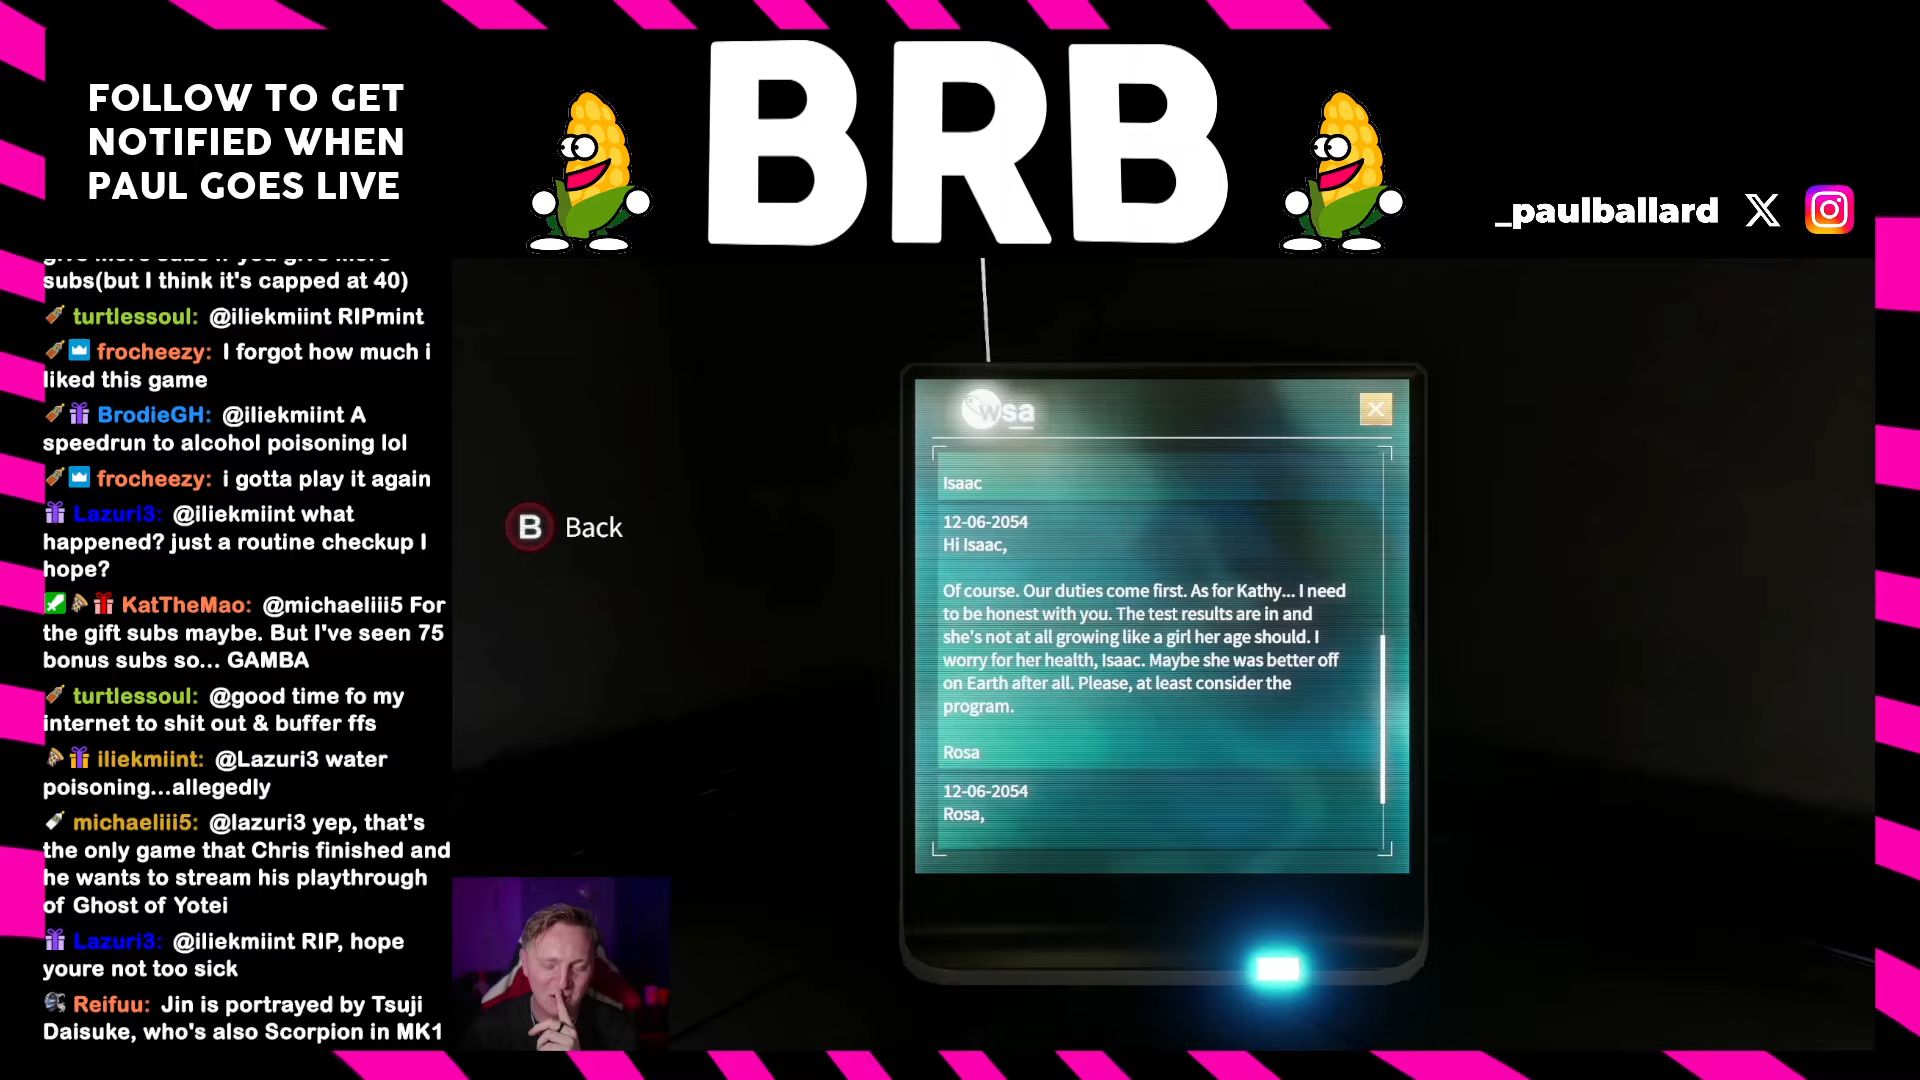 FOLLOW TO GET
NOTIFIED WHEN
PAUL GOES LIVE
BRB
_paulballard
subs(but I think it's capped at 40)
turtlessoul: @iliekmiint RIPmint
frocheezy: I forgot how much i
liked this game
BrodieGH: @iliekmiint A
speedrun to alcohol poisoning lol
frocheezy: i gotta play it again
Lazuri3: @iliekmiint what
happened? just a routine checkup I
hope?
KatTheMao: @michaeliii5 For
the gift subs maybe. But I've seen 75
bonus subs so... GAMBA
turtlessoul: @good time fo my
internet to shit out & buffer ffs
iliekmiint: @Lazuri3 water
poisoning...allegedly
michaeliii5: @lazuri3 yep, that's
the only game that Chris finished and
he wants to stream his playthrough
of Ghost of Yotei
Lazuri3: @iliekmiint RIP, hope
youre not too sick
Reifuu: Jin is portrayed by Tsuji
Daisuke, who's also Scorpion in MK1
B Back
wsa
Isaac
12-06-2054
Hi Isaac,
Of course. Our duties come first. As for Kathy... I need
to be honest with you. The test results are in and
she's not at all growing like a girl her age should. I
worry for her health, Isaac. Maybe she was better off
on Earth after all. Please, at least consider the
program.
Rosa
12-06-2054
Rosa,